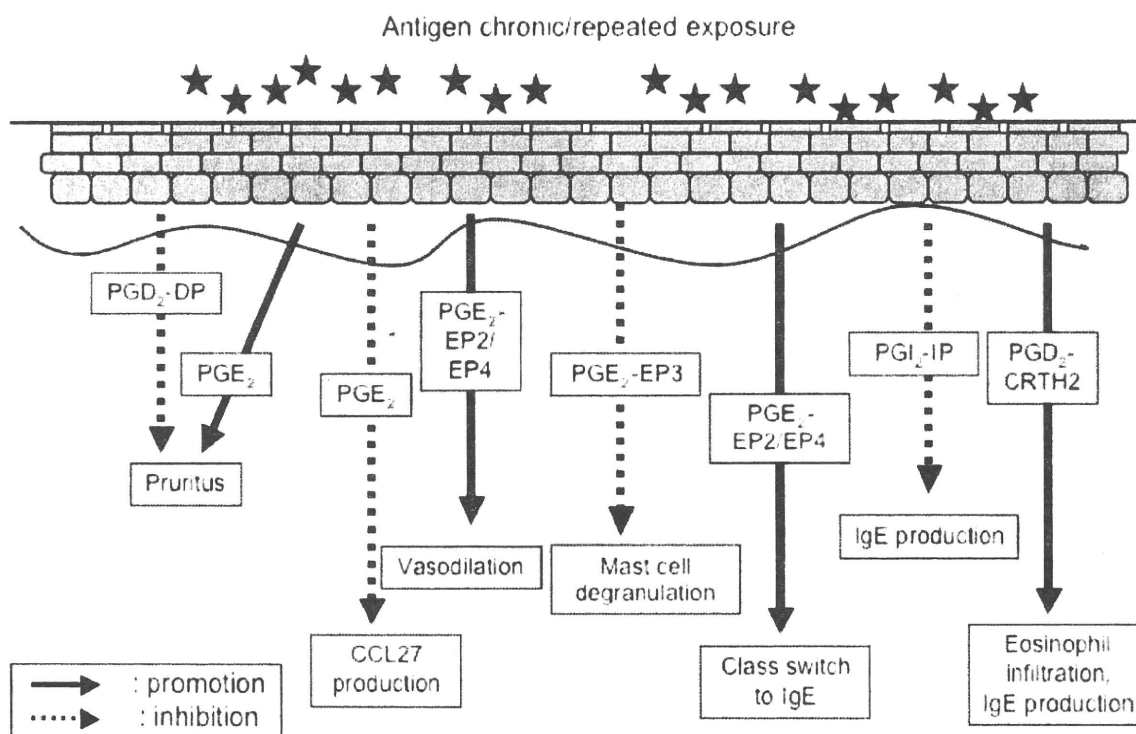 Antigen chronic/repeated exposure
PGD₂-DP
PGE₂
PGE₂
PGE₂-
EP2/
EP4
PGE₂-EP3
PGE₂-
EP2/EP4
PGI₂-IP
PGD₂-
CRTH2
Pruritus
Vasodilation
Mast cell
degranulation
IgE production
CCL27
production
Class switch
to IgE
Eosinophil
infiltration,
IgE production
: promotion
: inhibition